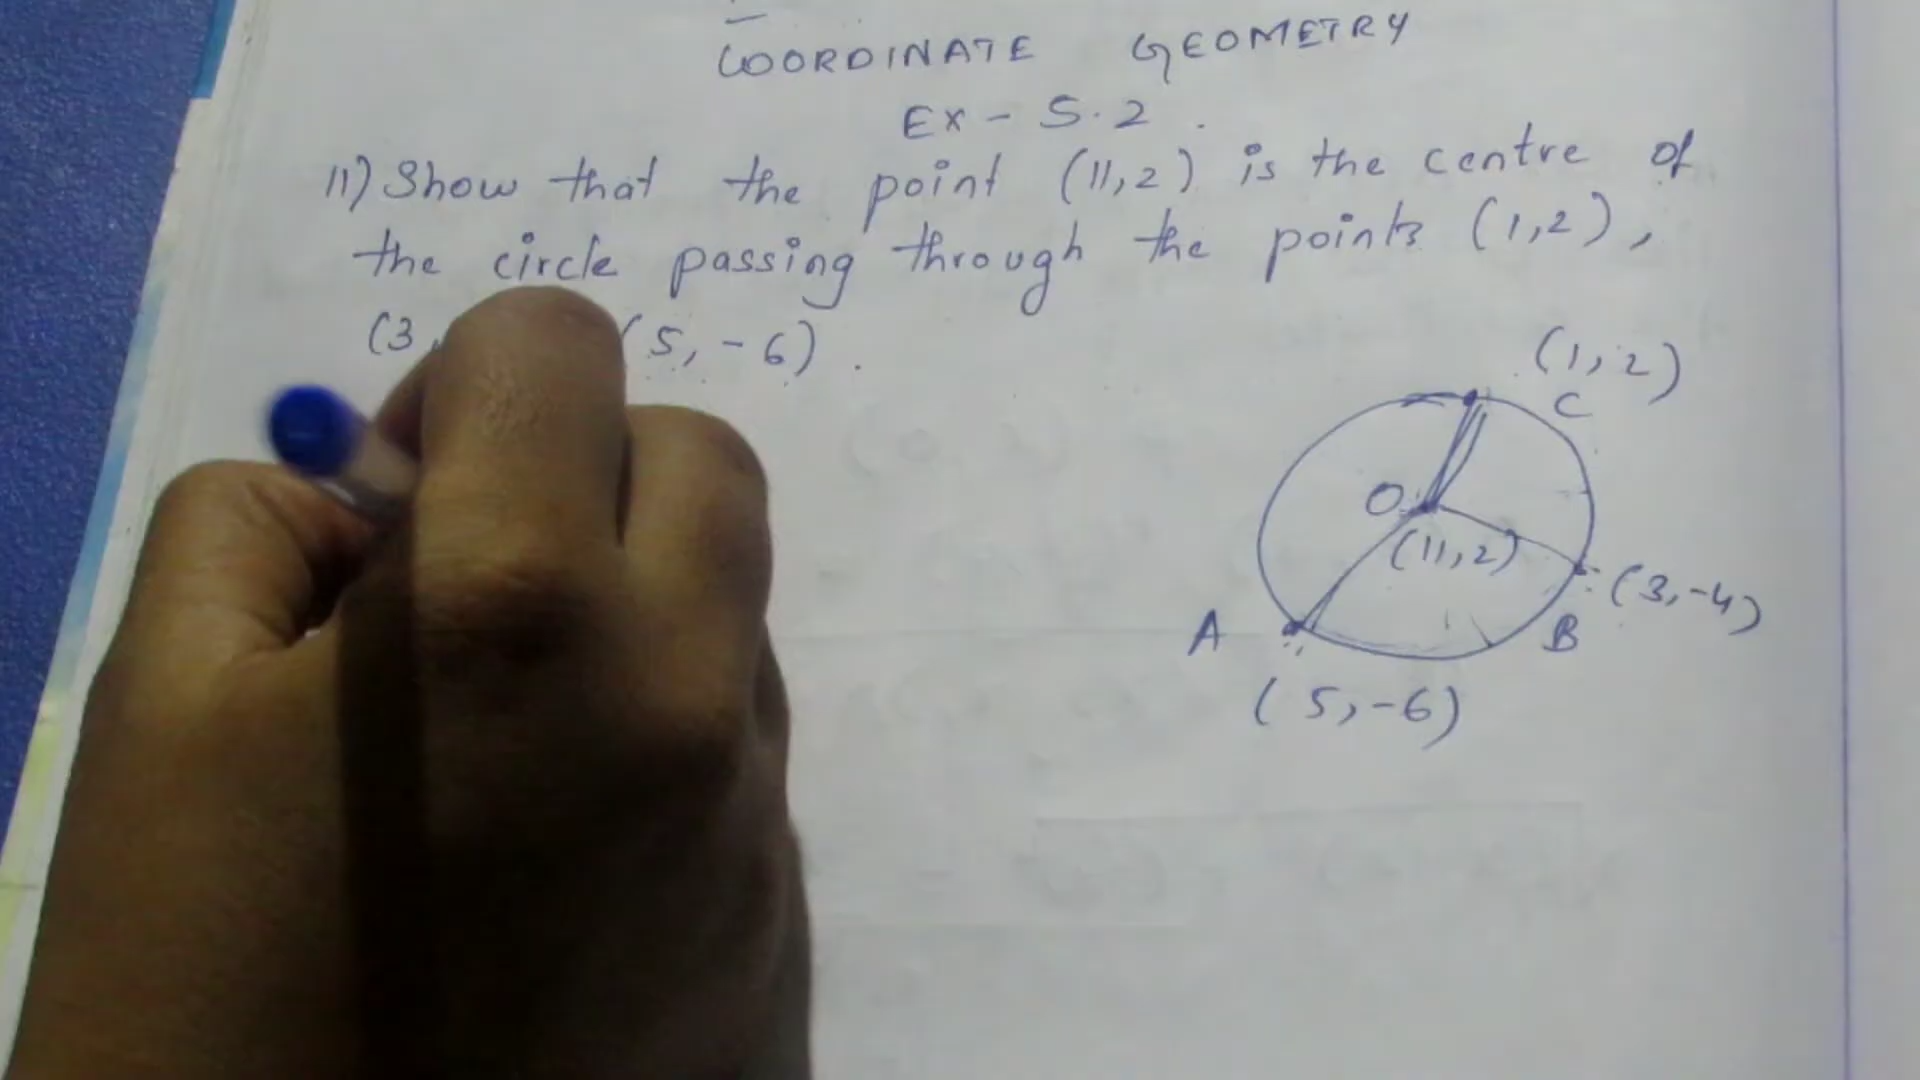 COORDINATE GEOMETRY
EX - 5.2.
11) Show that the point (11,2) is the centre of
the circle passing through the points (1,2),
(3, (5,-6).
(1,2)
C
O
(11,2)
(3,-4)
A
B
(5,-6)